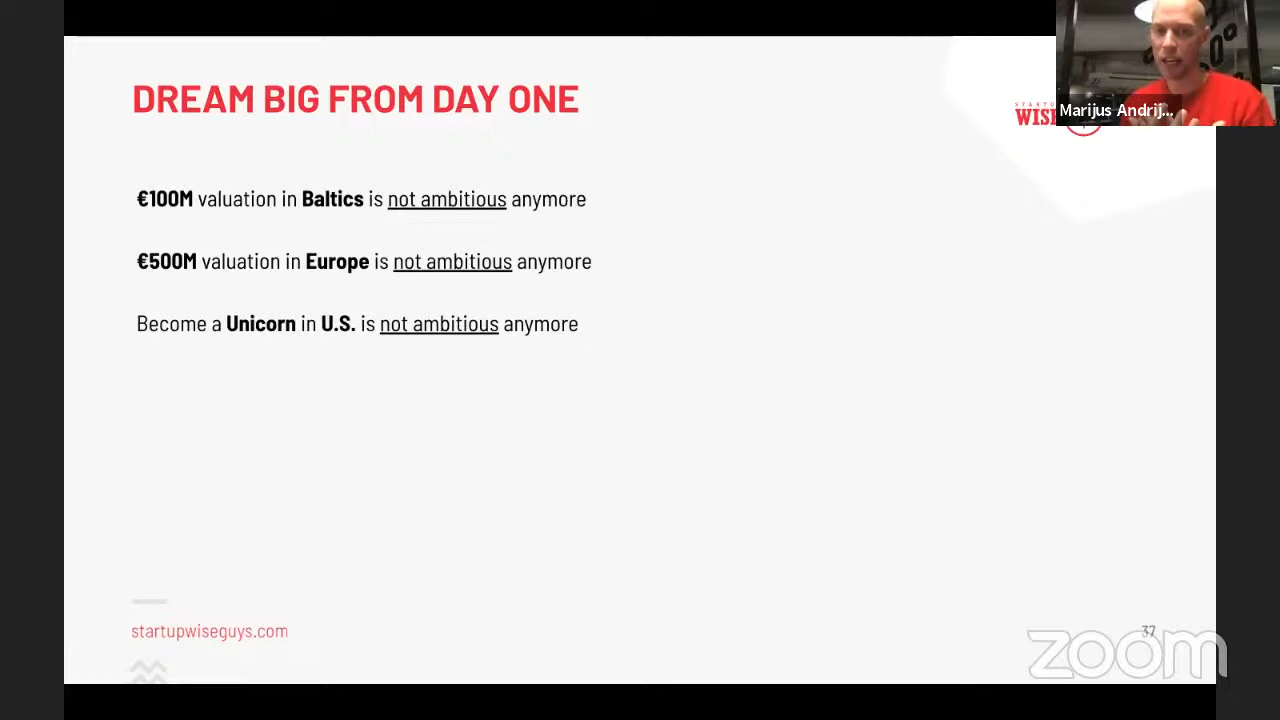 DREAM BIG FROM DAY ONE
WISE
Marijus Andrij...
€100M valuation in Baltics is not ambitious anymore
€500M valuation in Europe is not ambitious anymore
Become a Unicorn in U.S. is not ambitious anymore
startupwiseguys.com
37
zoom